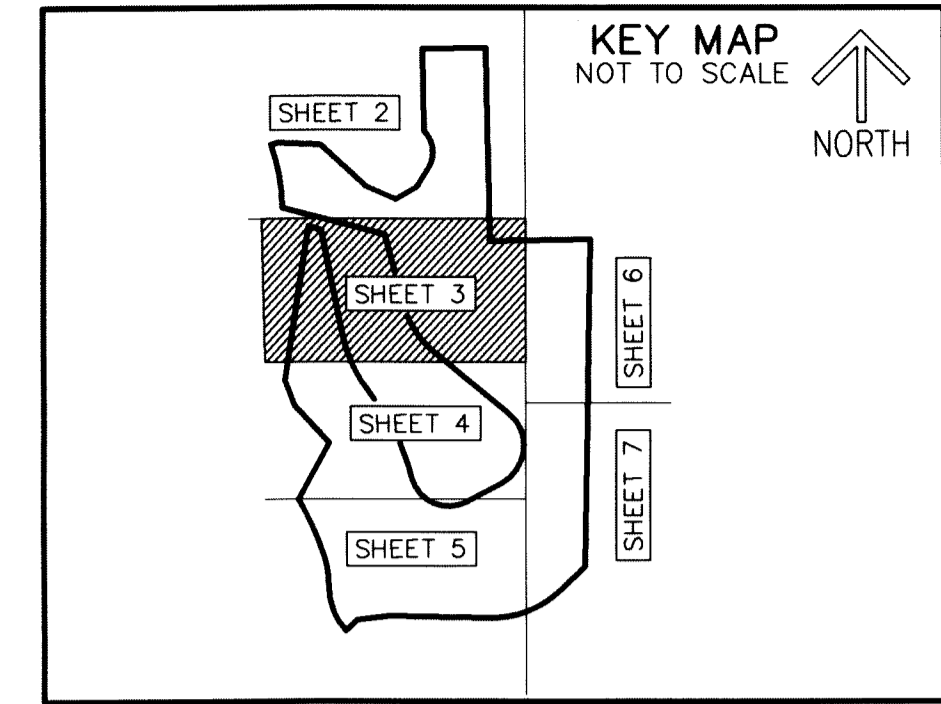 KEY MAP
NOT TO SCALE
NORTH
SHEET 2
SHEET 3
SHEET 6
SHEET 4
SHEET 7
SHEET 5